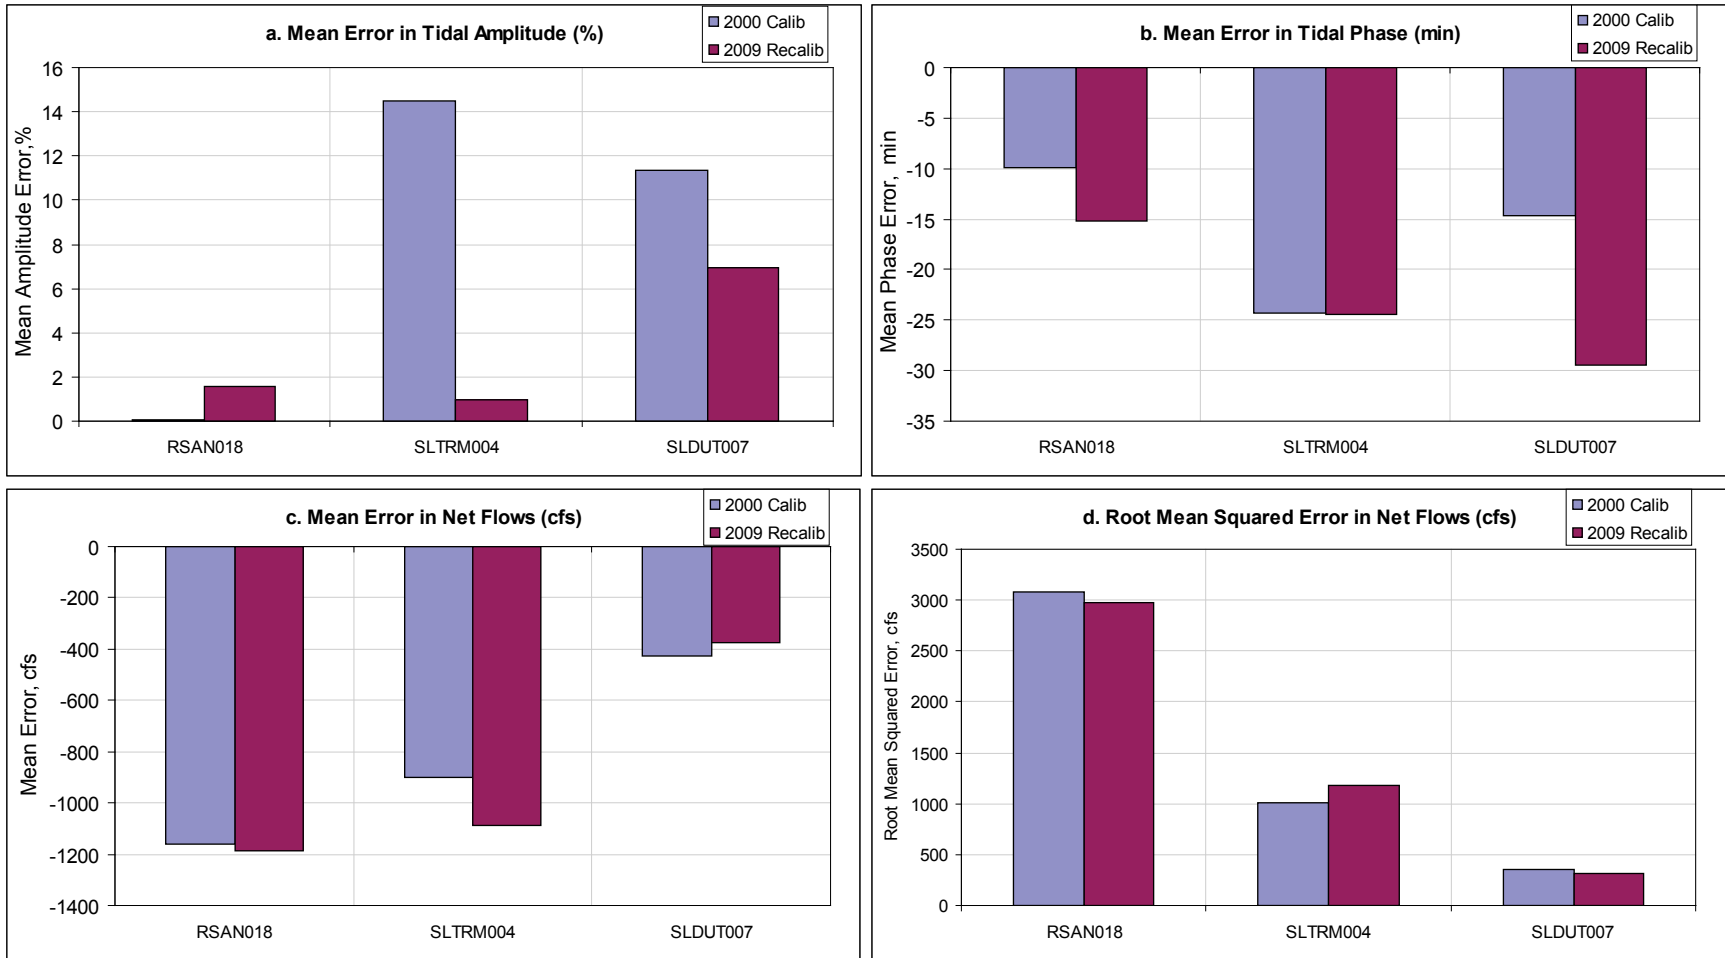 a. Mean Error in Tidal Amplitude (%)
2000 Calib
2009 Recalib
Mean Amplitude Error,%
16
14
12
10
8
6
4
2
0
RSAN018 SLTRM004 SLDUT007
b. Mean Error in Tidal Phase (min)
2000 Calib
2009 Recalib
Mean Phase Error, min
0
-5
-10
-15
-20
-25
-30
-35
RSAN018 SLTRM004 SLDUT007
c. Mean Error in Net Flows (cfs)
2000 Calib
2009 Recalib
Mean Error, cfs
0
-200
-400
-600
-800
-1000
-1200
-1400
RSAN018 SLTRM004 SLDUT007
d. Root Mean Squared Error in Net Flows (cfs)
2000 Calib
2009 Recalib
Root Mean Squared Error, cfs
3500
3000
2500
2000
1500
1000
500
0
RSAN018 SLTRM004 SLDUT007